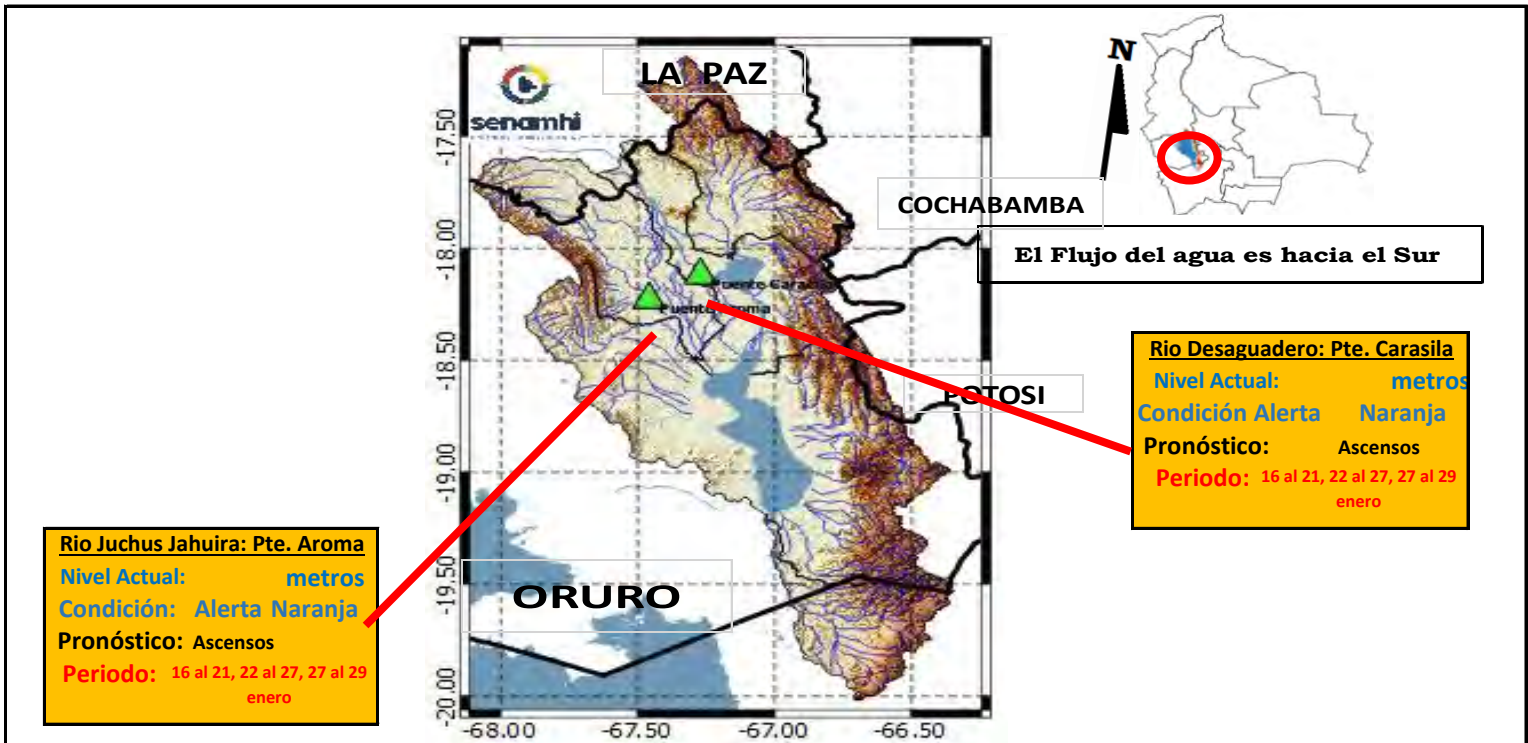 LA PAZ
senamhi
N
COCHABAMBA
El Flujo del agua es hacia el Sur
-17.50
-18.00
-18.50
-19.00
-19.50
-20.00
Puente Aroma
Rio Desaguadero: Pte. Carasila
Nivel Actual: metros
Condición Alerta Naranja
Pronóstico: Ascensos
Periodo: 16 al 21, 22 al 27, 27 al 29
enero
POTOSI
Rio Juchus Jahuira: Pte. Aroma
Nivel Actual: metros
Condición: Alerta Naranja
Pronóstico: Ascensos
Periodo: 16 al 21, 22 al 27, 27 al 29
enero
ORURO
-68.00 -67.50 -67.00 -66.50